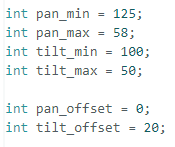 int pan_min = 125;
int pan_max = 58;
int tilt_min = 100;
int tilt_max = 50;
int pan_offset = 0;
int tilt_offset = 20;